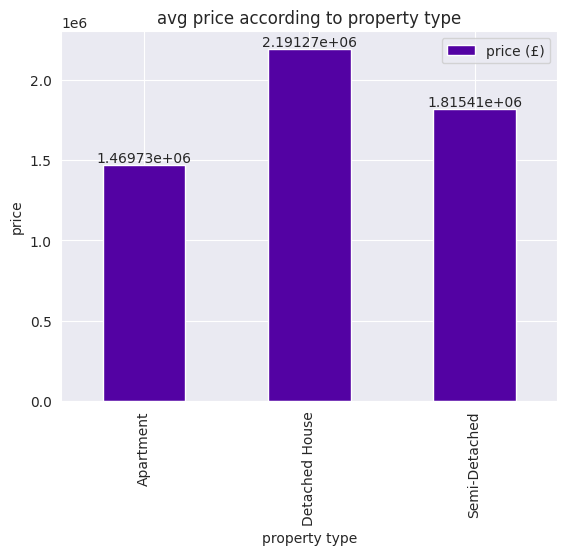 avg price according to property type
1e6
price (£)
2.19127e+06
1.81541e+06
1.46973e+06
2.0
1.5
1.0
0.5
0.0
price
Apartment
Detached House
Semi-Detached
property type